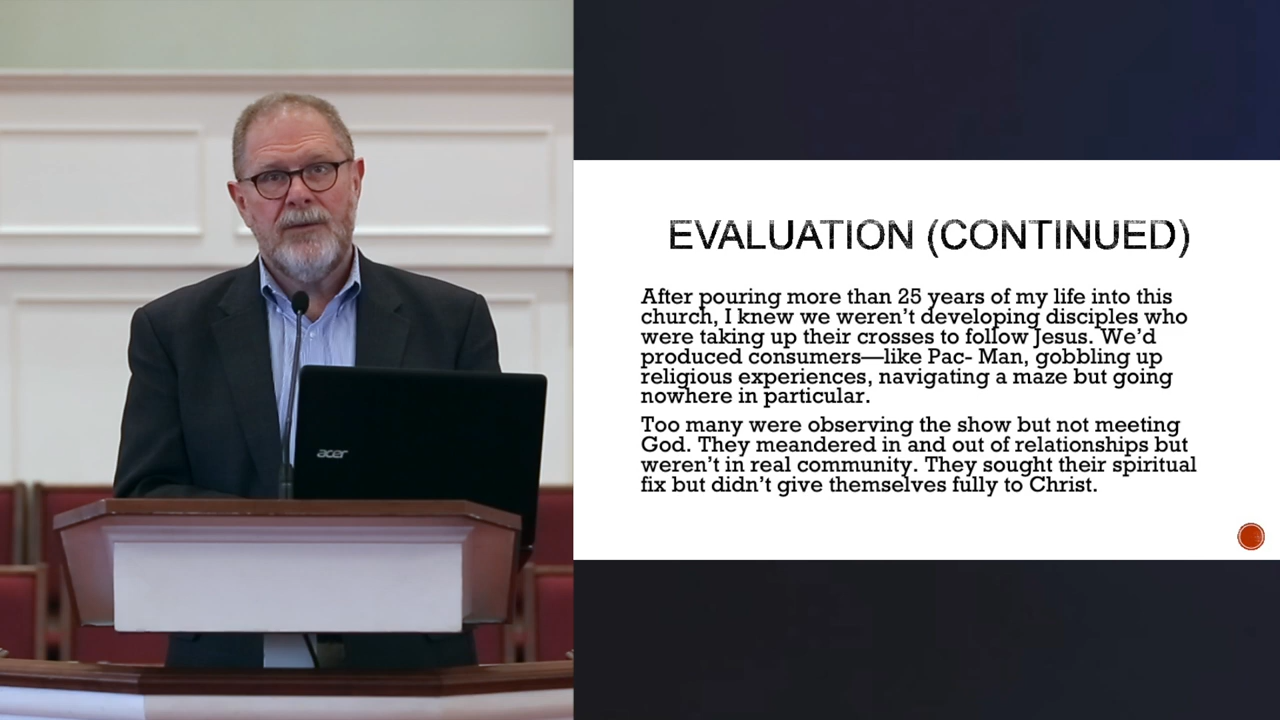 acer
EVALUATION (CONTINUED)
After pouring more than 25 years of my life into this
church, I knew we weren’t developing disciples who
were taking up their crosses to follow Jesus. We’d
produced consumers—like Pac- Man, gobbling up
religious experiences, navigating a maze but going
nowhere in particular.
Too many were observing the show but not meeting
God. They meandered in and out of relationships but
weren’t in real community. They sought their spiritual
fix but didn’t give themselves fully to Christ.